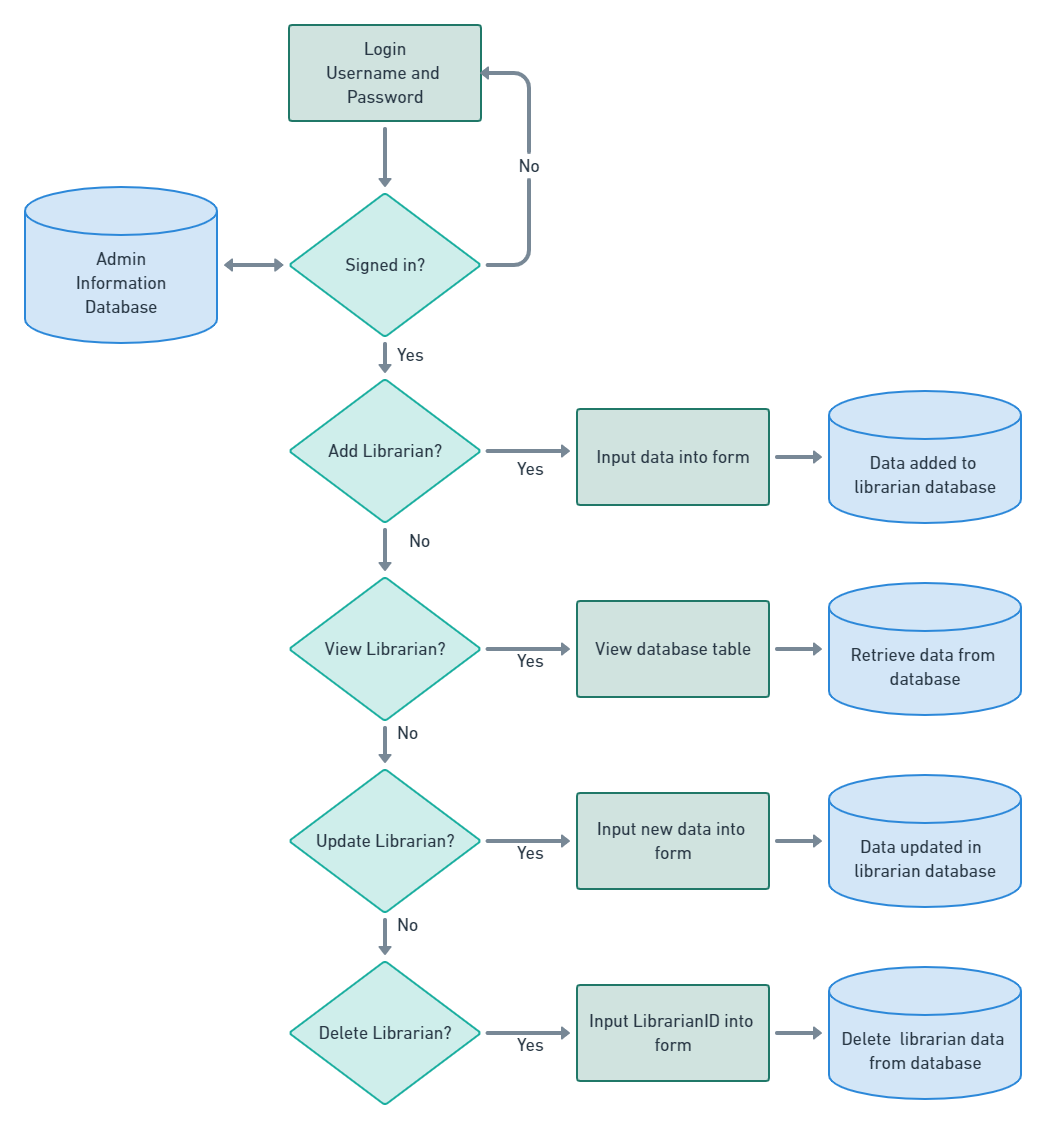 Login
Username and
Password
No
Admin
Information
Database
Signed in?
Yes
Add Librarian?
Yes
Input data into form
Data added to
librarian database
No
View Librarian?
Yes
View database table
Retrieve data from
database
No
Update Librarian?
Yes
Input new data into
form
Data updated in
librarian database
No
Delete Librarian?
Yes
Input LibrarianID into
form
Delete  librarian data
from database